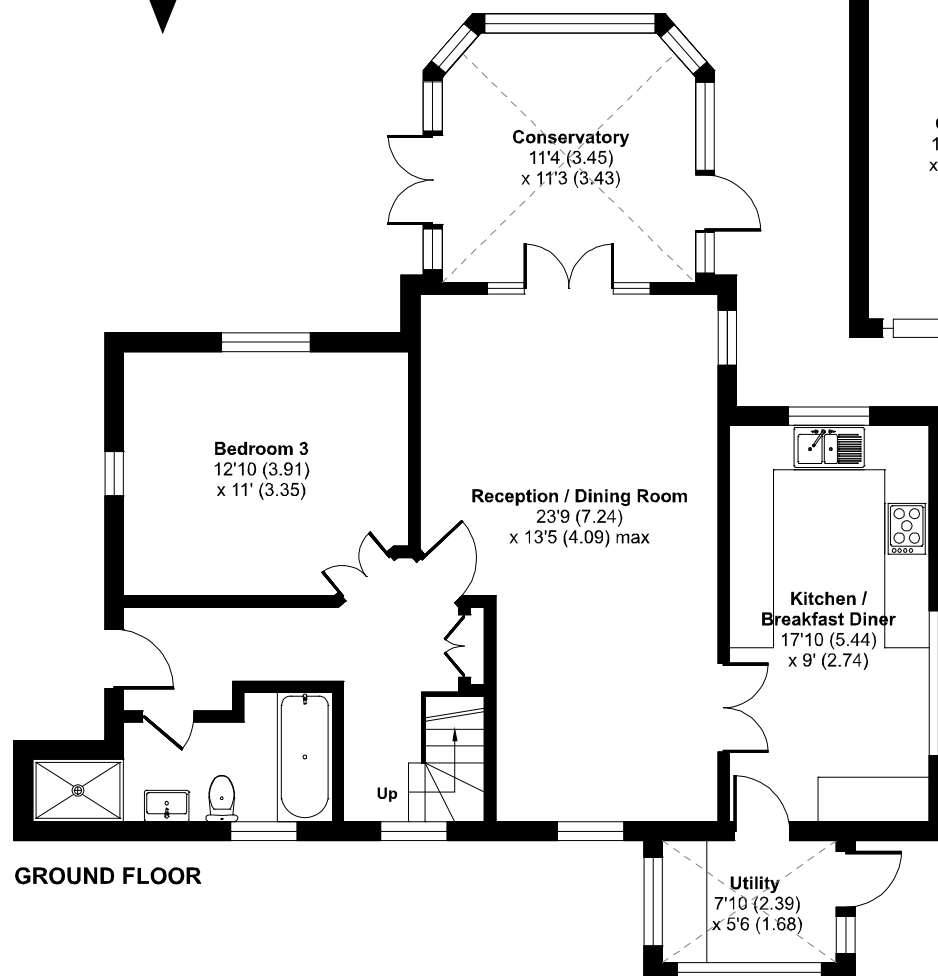 Conservatory
11'4 (3.45)
x 11'3 (3.43)
Bedroom 3
12'10 (3.91)
x 11' (3.35)
Reception / Dining Room
23'9 (7.24)
x 13'5 (4.09) max
Kitchen /
Breakfast Diner
17'10 (5.44)
x 9' (2.74)
Up
GROUND FLOOR
Utility
7'10 (2.39)
x 5'6 (1.68)